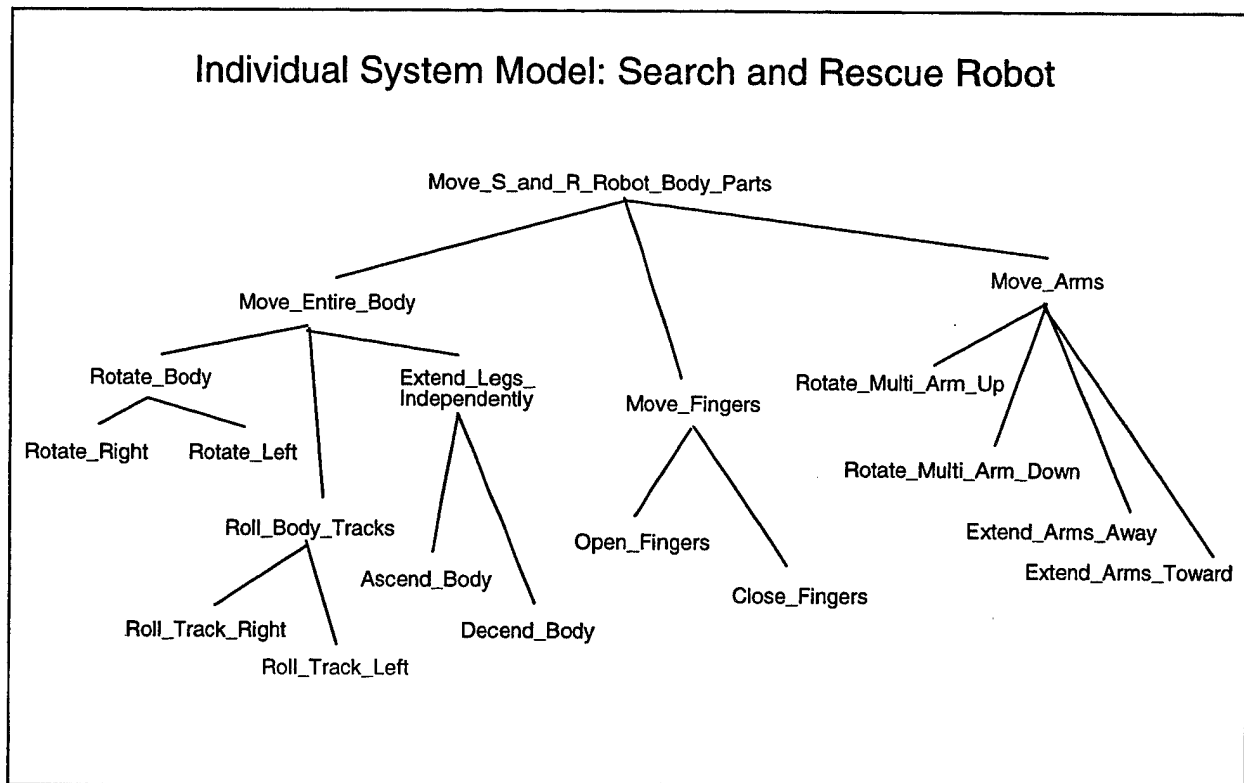 Individual System Model: Search and Rescue Robot
Move_S_and_R_Robot_Body_Parts
Move_Entire_Body
Move_Arms
Rotate_Body
Extend_Legs_
Independently
Move_Fingers
Rotate_Multi_Arm_Up
Rotate_Right
Rotate_Left
Rotate_Multi_Arm_Down
Roll_Body_Tracks
Open_Fingers
Extend_Arms_Away
Ascend_Body
Close_Fingers
Extend_Arms_Toward
Roll_Track_Right
Decend_Body
Roll_Track_Left